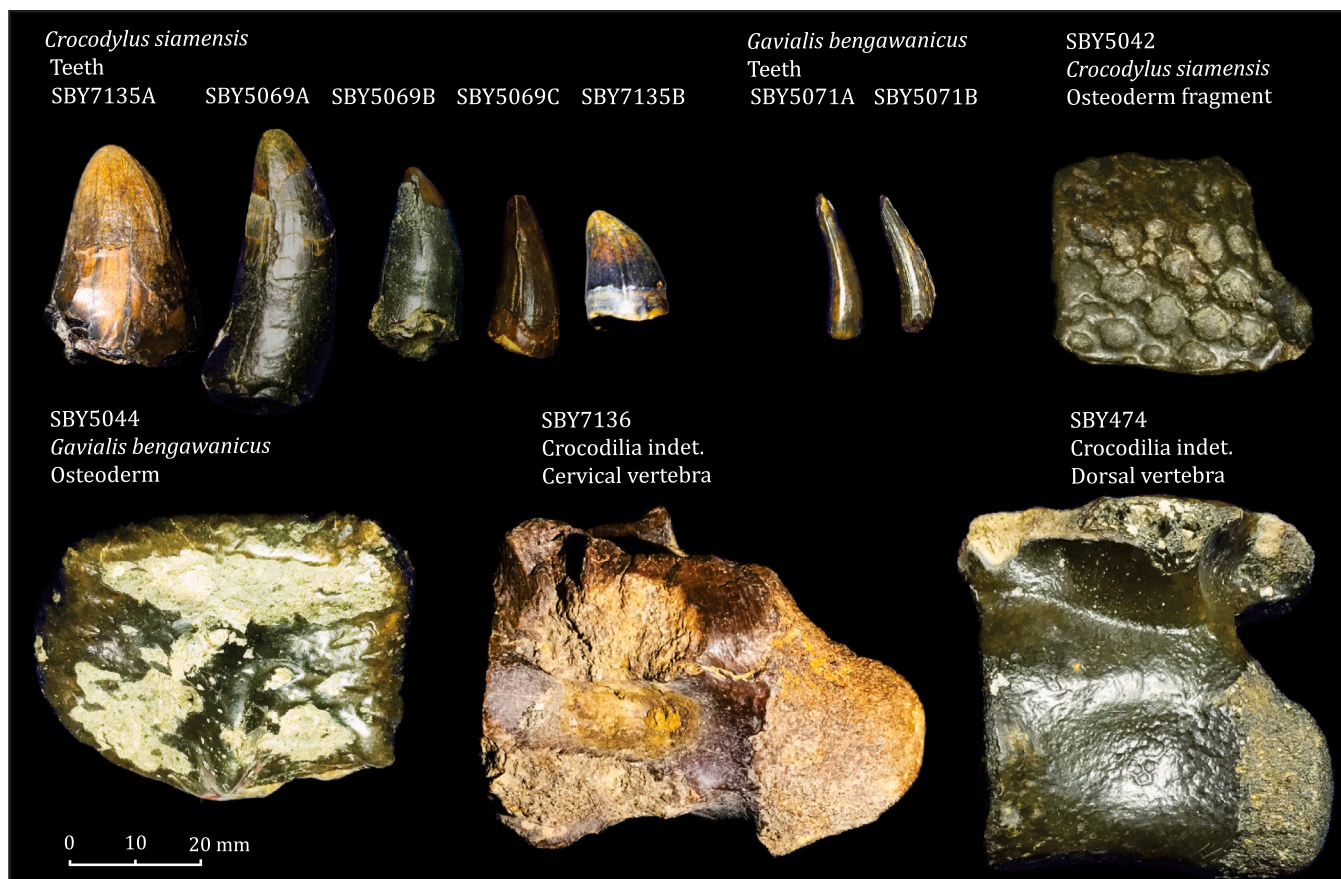 Crocodylus siamensis
Teeth
SBY7135A SBY5069A SBY5069B SBY5069C SBY7135B
Gavialis bengawanicus
Teeth
SBY5071A SBY5071B
SBY5042
Crocodylus siamensis
Osteoderm fragment
SBY5044
Gavialis bengawanicus
Osteoderm
SBY7136
Crocodilia indet.
Cervical vertebra
SBY474
Crocodilia indet.
Dorsal vertebra
0 10 20 mm